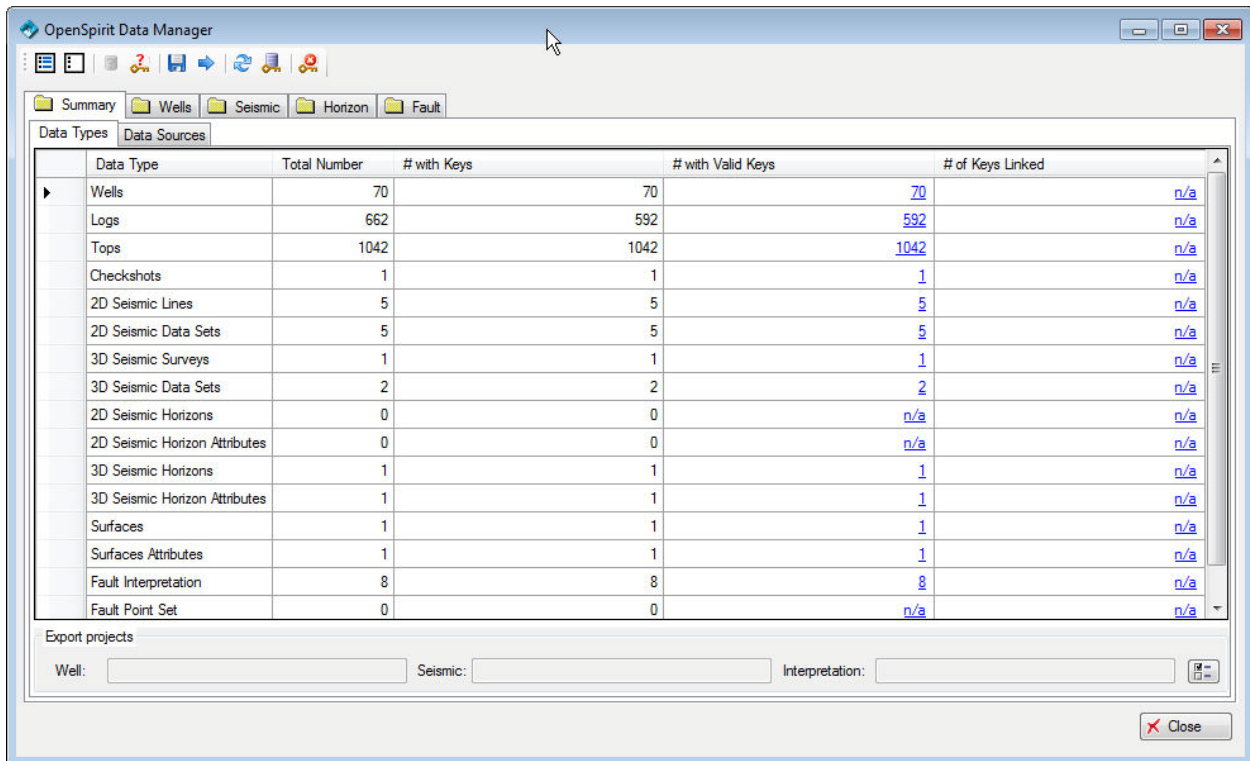 OpenSpirit Data Manager
Summary Wells Seismic Horizon Fault
Data Types Data Sources
Data Type Total Number # with Keys # with Valid Keys # of Keys Linked
Wells 70 70 70 n/a
Logs 662 592 592 n/a
Tops 1042 1042 1042 n/a
Checkshots 1 1 1 n/a
2D Seismic Lines 5 5 5 n/a
2D Seismic Data Sets 5 5 5 n/a
3D Seismic Surveys 1 1 1 n/a
3D Seismic Data Sets 2 2 2 n/a
2D Seismic Horizons 0 0 n/a n/a
2D Seismic Horizon Attributes 0 0 n/a n/a
3D Seismic Horizons 1 1 1 n/a
3D Seismic Horizon Attributes 1 1 1 n/a
Surfaces 1 1 1 n/a
Surfaces Attributes 1 1 1 n/a
Fault Interpretation 8 8 8 n/a
Fault Point Set 0 0 n/a n/a
Export projects
Well: Seismic: Interpretation:
Close